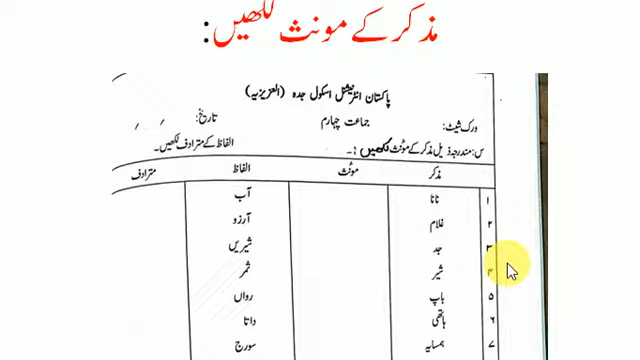 مذکر کے مونث لکھیں:
پاکستان انٹرنیشنل اسکول جدہ (العزیزیہ)
جماعت چہارم
ورک شیٹ: تاریخ: / /
س: مندرجہ ذیل مذکر کے مونث لکھیں :۔ الفاظ کے مترادف لکھیں۔
مذکر مونث الفاظ مترادف
۱ نانا آب
۲ غلام آرزو
۳ جد شیریں
۴ شیر ثمر
۵ باپ رواں
۶ ہاتھی دانا
۷ ہمسایہ سورج